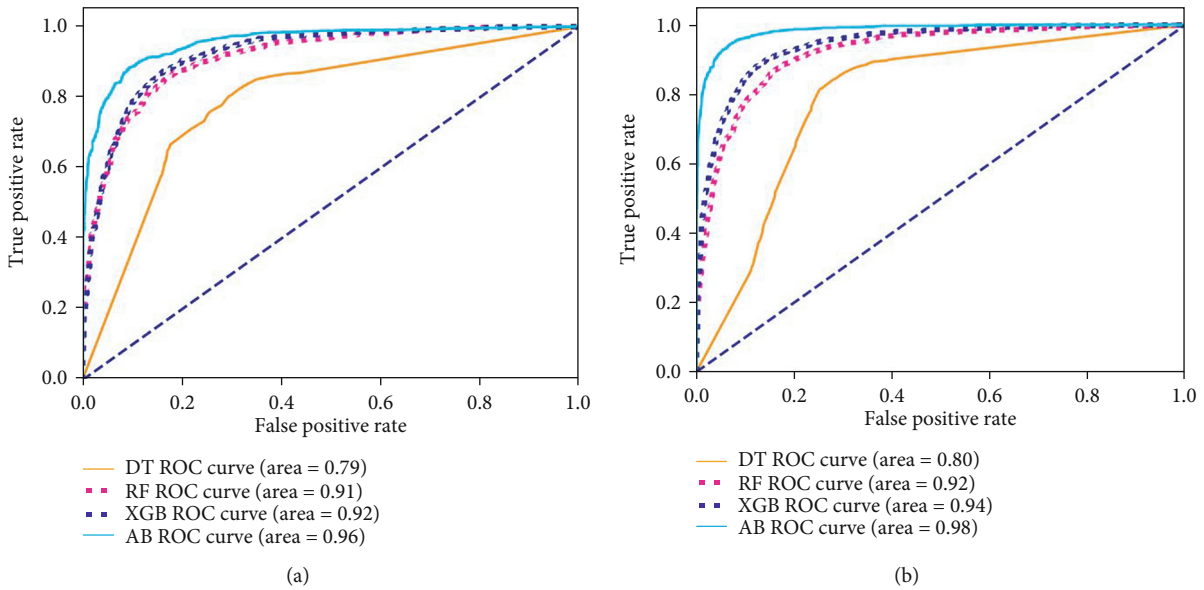 1.0
0.8
0.6
0.4
0.2
0.0
True positive rate
0.0 0.2 0.4 0.6 0.8 1.0
False positive rate
DT ROC curve (area = 0.79)
RF ROC curve (area = 0.91)
XGB ROC curve (area = 0.92)
AB ROC curve (area = 0.96)
(a)
1.0
0.8
0.6
0.4
0.2
0.0
True positive rate
0.0 0.2 0.4 0.6 0.8 1.0
False positive rate
DT ROC curve (area = 0.80)
RF ROC curve (area = 0.92)
XGB ROC curve (area = 0.94)
AB ROC curve (area = 0.98)
(b)